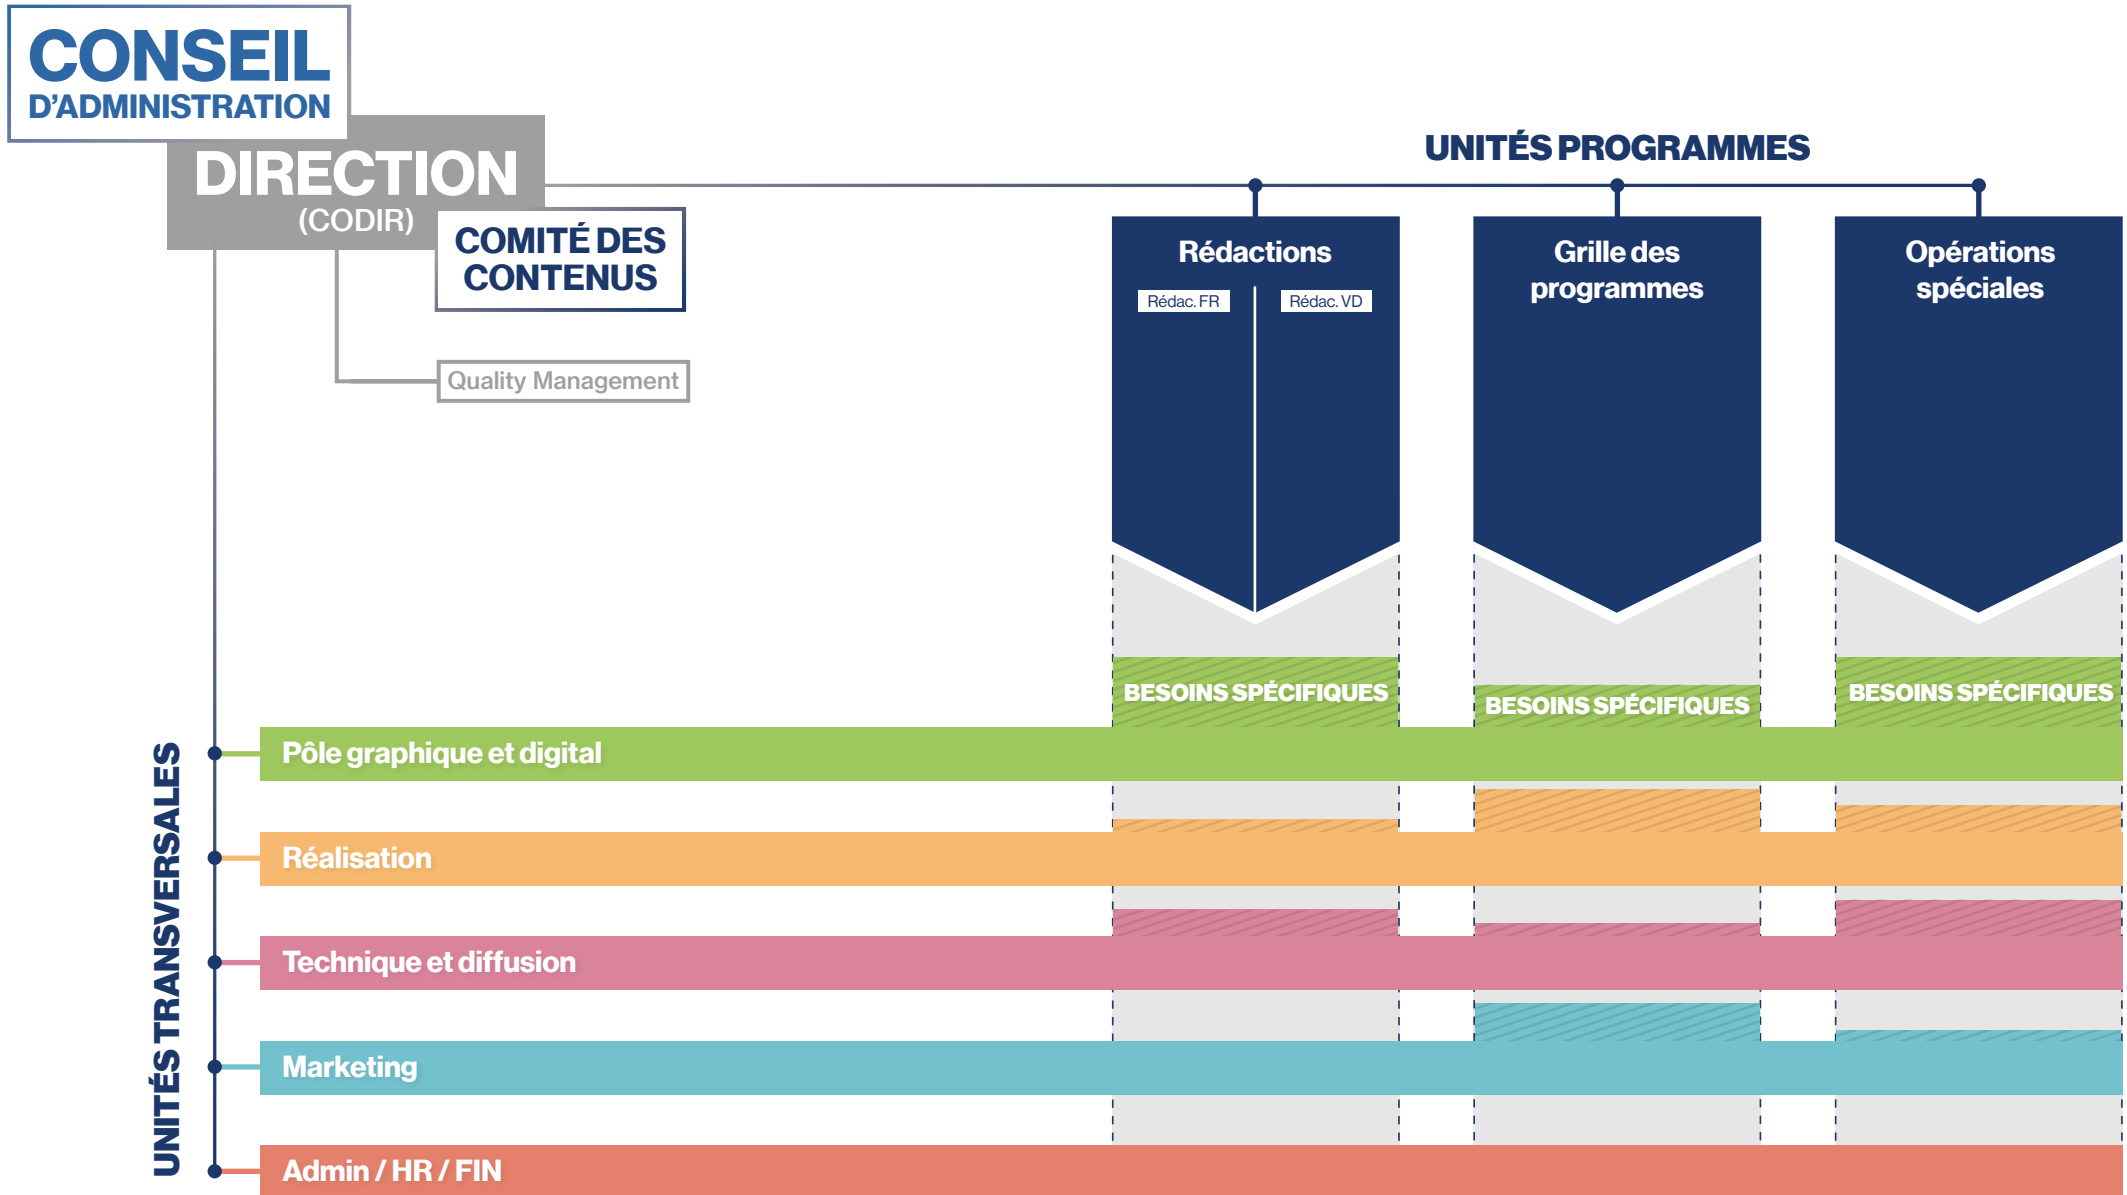 CONSEIL
D’ADMINISTRATION
DIRECTION
(CODIR)
COMITÉ DES
CONTENUS
Quality Management
UNITÉS PROGRAMMES
Rédactions
Rédac. FR
Rédac. VD
Grille des
programmes
Opérations
spéciales
BESOINS SPÉCIFIQUES
BESOINS SPÉCIFIQUES
BESOINS SPÉCIFIQUES
UNITÉS TRANSVERSALES
Pôle graphique et digital
Réalisation
Technique et diffusion
Marketing
Admin / HR / FIN